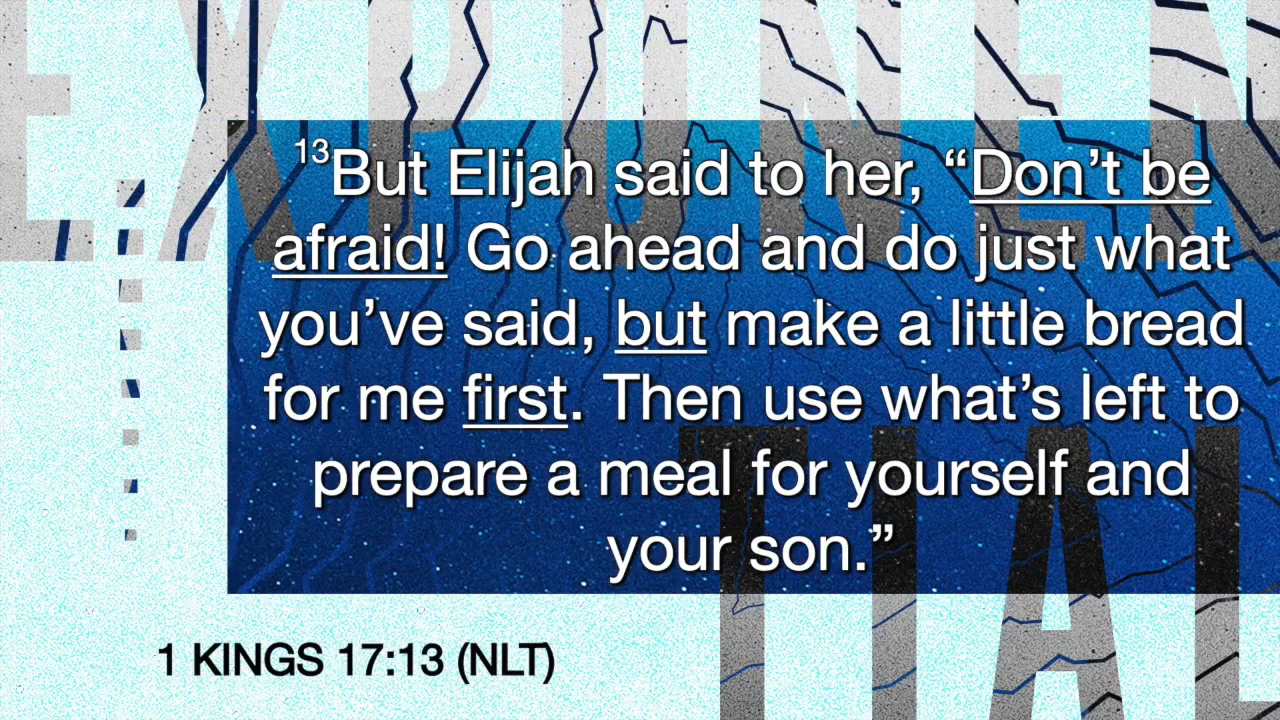 EXPONEN
¹³But Elijah said to her, “Don’t be
afraid! Go ahead and do just what
you’ve said, but make a little bread
for me first. Then use what’s left to
prepare a meal for yourself and
your son.”
TIAL
1 KINGS 17:13 (NLT)